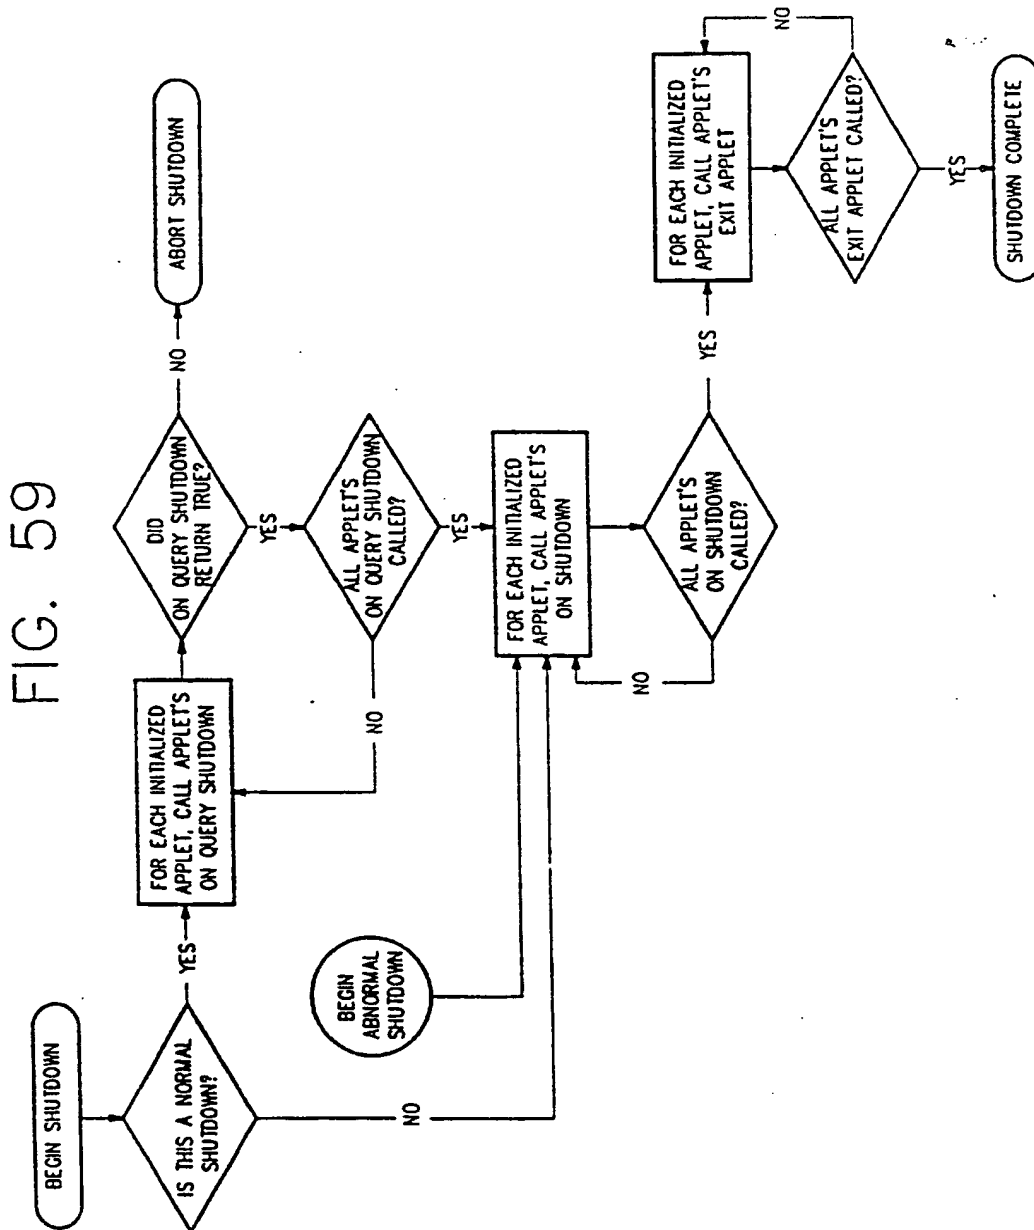 FIG. 59
BEGIN SHUTDOWN
IS THIS A NORMAL
SHUTDOWN?
YES
NO
FOR EACH INITIALIZED
APPLET, CALL APPLET'S
ON QUERY SHUTDOWN
DID
ON QUERY SHUTDOWN
RETURN TRUE?
NO
ABORT SHUTDOWN
YES
ALL APPLET'S
ON QUERY SHUTDOWN
CALLED?
NO
YES
BEGIN
ABNORMAL
SHUTDOWN
FOR EACH INITIALIZED
APPLET, CALL APPLET'S
ON SHUTDOWN
ALL APPLET'S
ON SHUTDOWN
CALLED?
NO
YES
FOR EACH INITIALIZED
APPLET, CALL APPLET'S
EXIT APPLET
ALL APPLET'S
EXIT APPLET CALLED?
NO
YES
SHUTDOWN COMPLETE